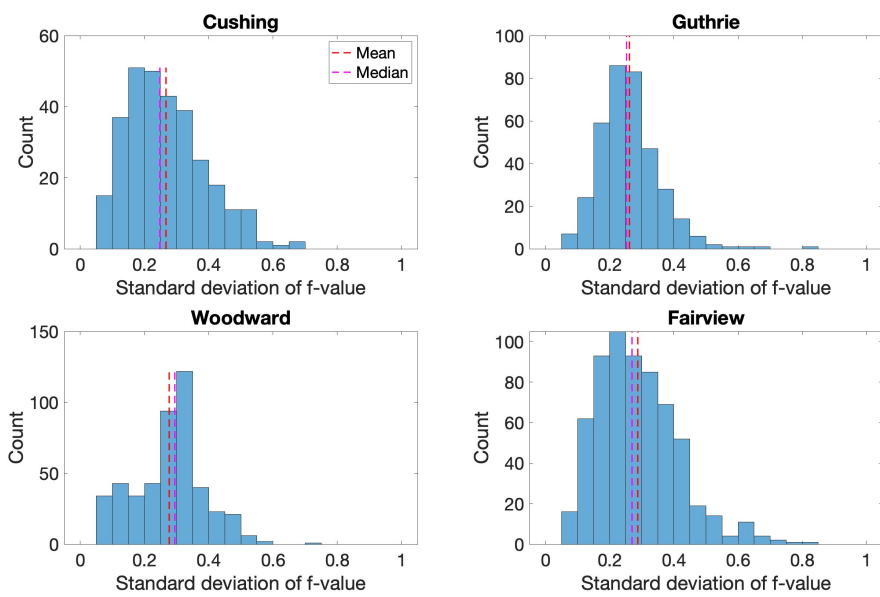 Cushing
60
40
20
0
Count
0 0.2 0.4 0.6 0.8 1
Standard deviation of f-value
Mean
Median
Guthrie
100
80
60
40
20
0
Count
0 0.2 0.4 0.6 0.8 1
Standard deviation of f-value
Woodward
150
100
50
0
Count
0 0.2 0.4 0.6 0.8 1
Standard deviation of f-value
Fairview
100
80
60
40
20
0
Count
0 0.2 0.4 0.6 0.8 1
Standard deviation of f-value